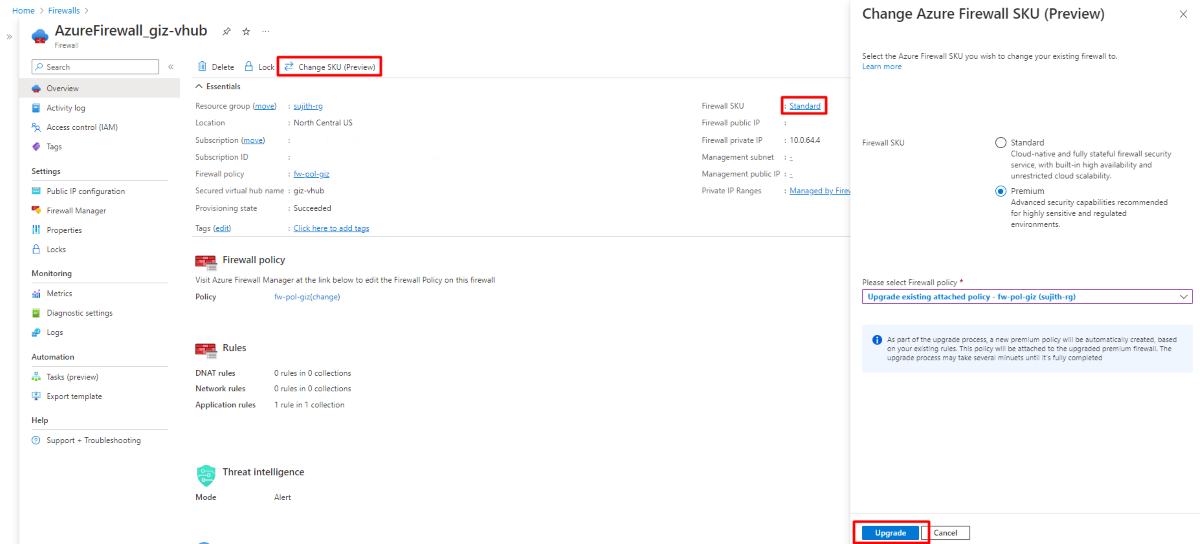 Home > Firewalls >
AzureFirewall_giz-vhub
Firewall
Search
Overview
Activity log
Access control (IAM)
Tags
Settings
Public IP configuration
Firewall Manager
Properties
Locks
Monitoring
Metrics
Diagnostic settings
Logs
Automation
Tasks (preview)
Export template
Help
Support + Troubleshooting
Delete Lock Change SKU (Preview)
Essentials
Resource group (move) : sujith-rg
Location : North Central US
Subscription (move) :
Subscription ID :
Firewall policy : fw-pol-giz
Secured virtual hub name : giz-vhub
Provisioning state : Succeeded
Tags (edit) : Click here to add tags
Firewall SKU : Standard
Firewall public IP :
Firewall private IP : 10.0.64.4
Management subnet : -
Management public IP : -
Private IP Ranges : Managed by Firew
Firewall policy
Visit Azure Firewall Manager at the link below to edit the Firewall Policy on this firewall
Policy fw-pol-giz(change)
Rules
DNAT rules 0 rules in 0 collections
Network rules 0 rules in 0 collections
Application rules 1 rule in 1 collection
Threat intelligence
Mode Alert
Change Azure Firewall SKU (Preview)
Select the Azure Firewall SKU you wish to change your existing firewall to.
Learn more
Firewall SKU
Standard
Cloud-native and fully stateful firewall security
service, with built-in high availability and
unrestricted cloud scalability.
Premium
Advanced security capabilities recommended
for highly sensitive and regulated
environments.
Please select Firewall policy *
Upgrade existing attached policy - fw-pol-giz (sujith-rg)
As part of the upgrade process, a new premium policy will be automatically created, based
on your existing rules. This policy will be attached to the upgraded premium firewall. The
upgrade process may take several minuets until it's fully completed
Upgrade Cancel